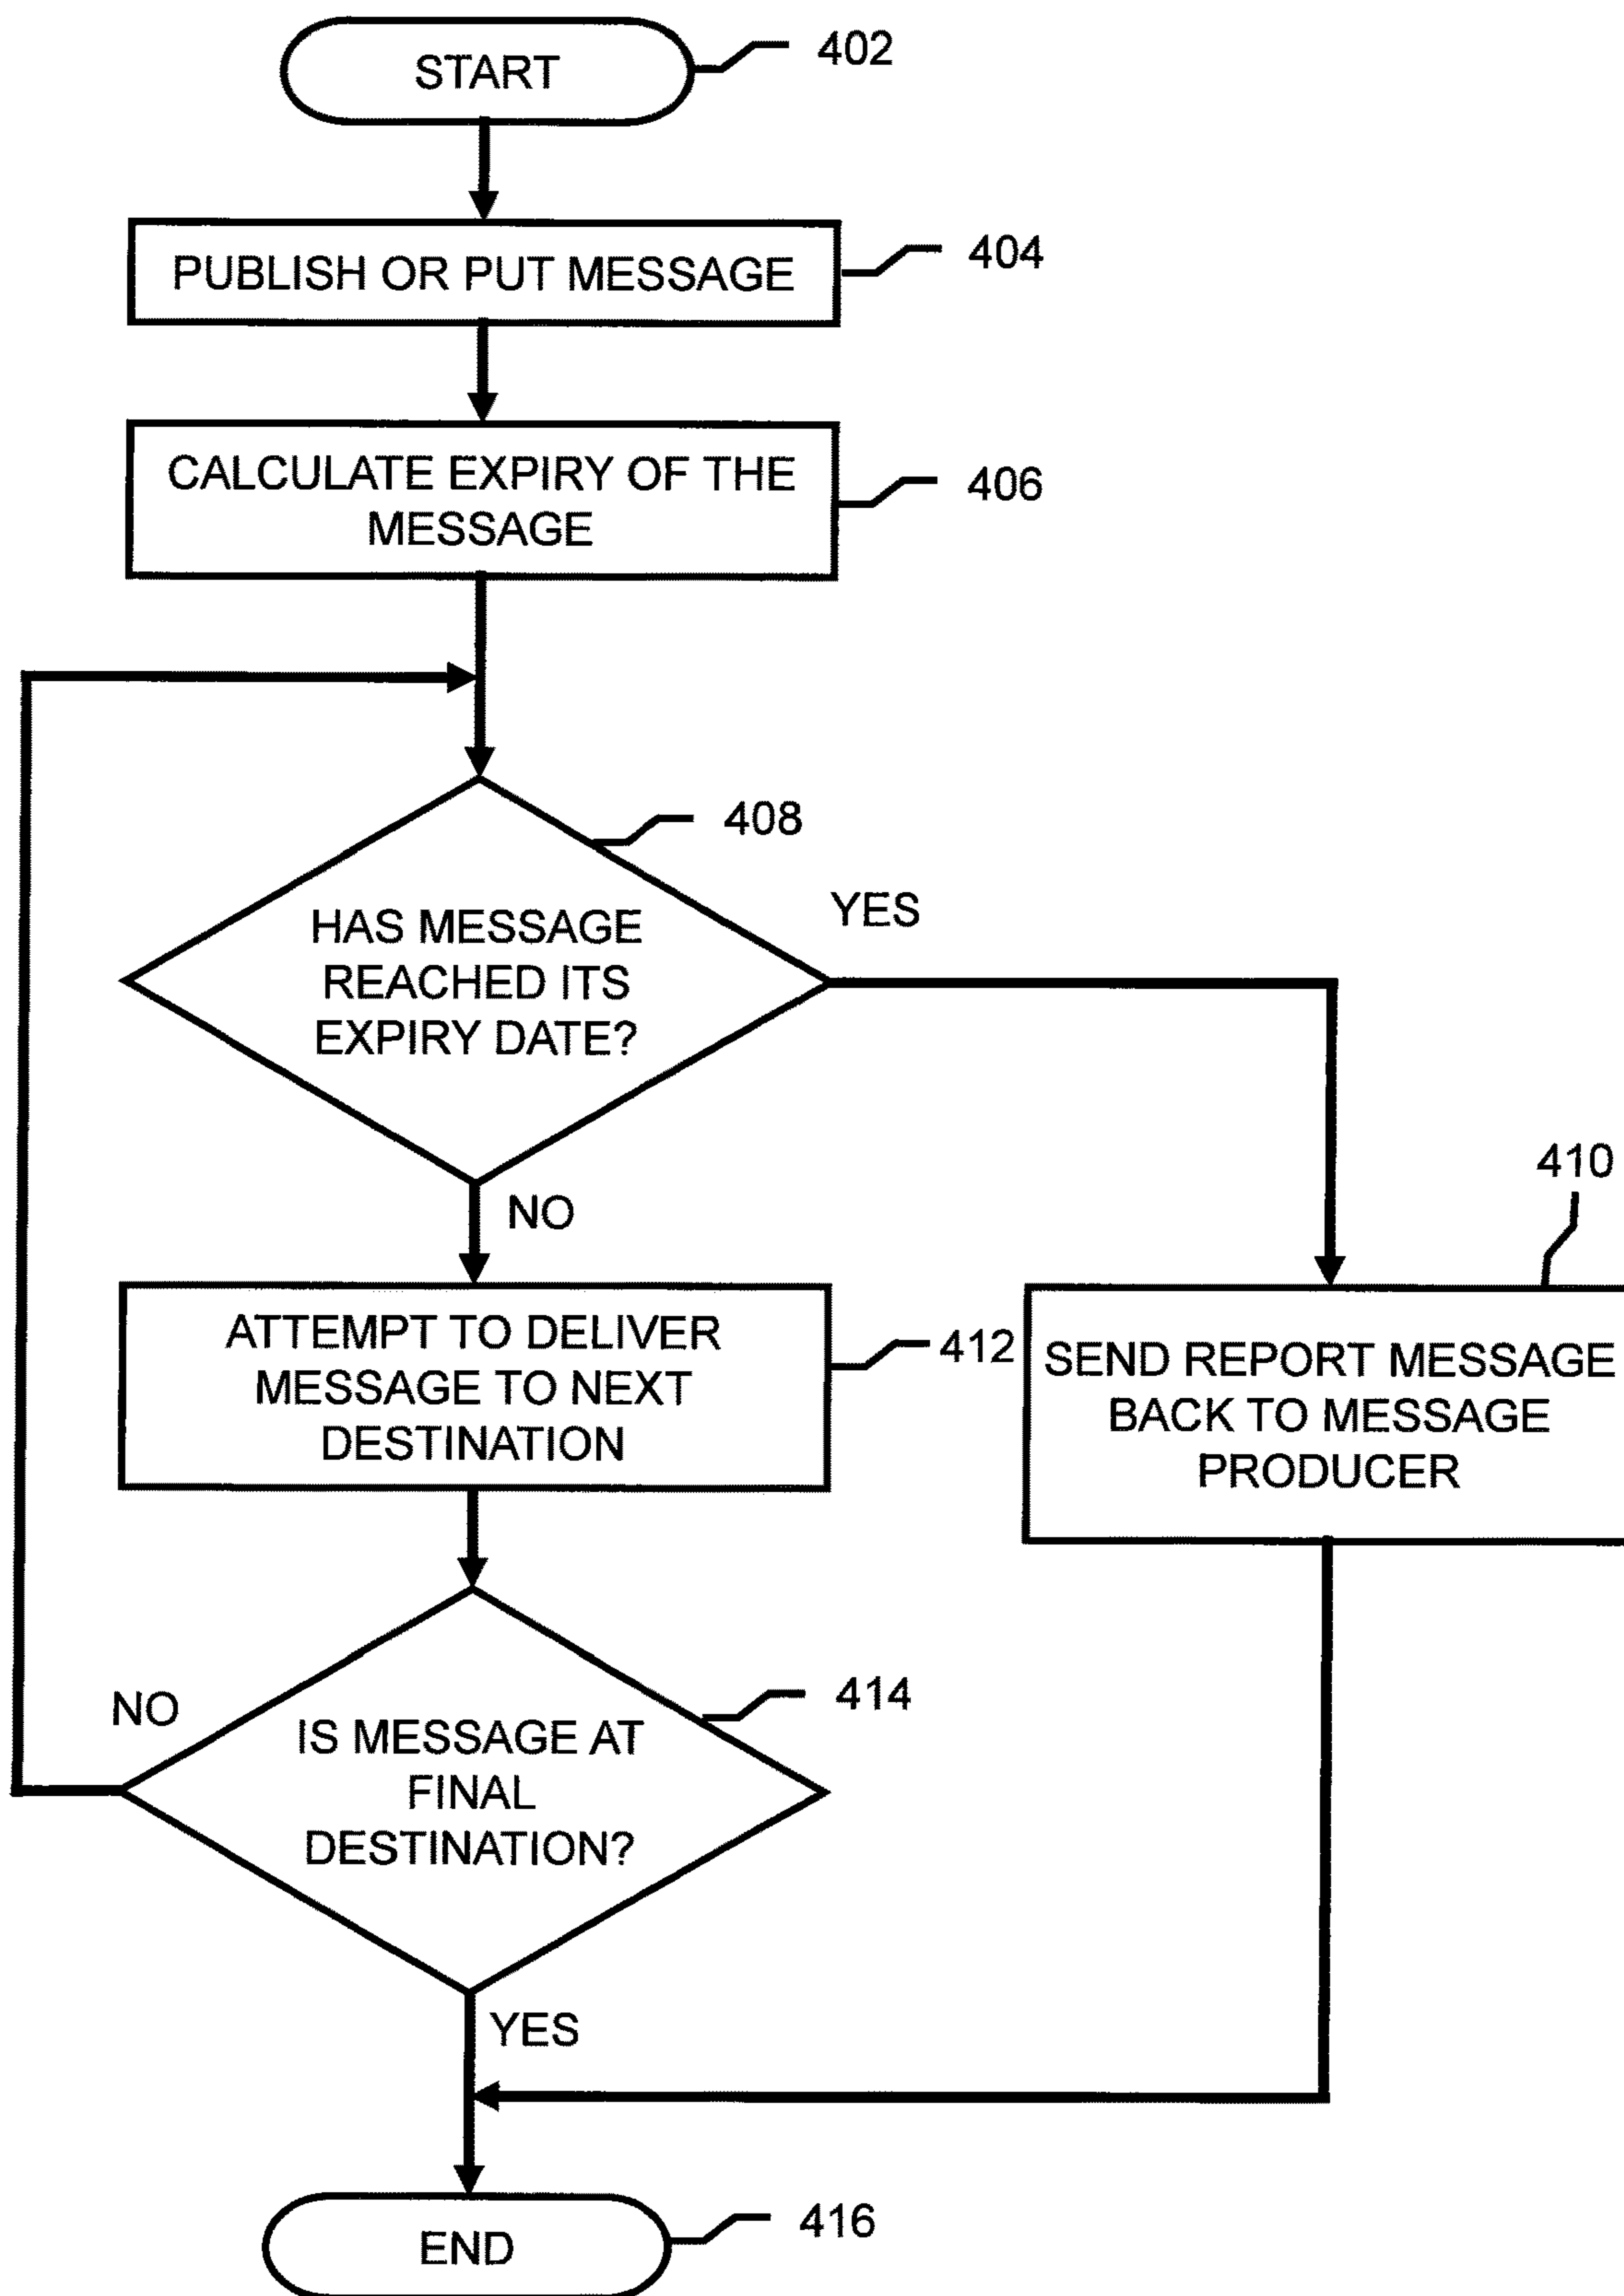 START
402
PUBLISH OR PUT MESSAGE
404
CALCULATE EXPIRY OF THE
MESSAGE
406
408
HAS MESSAGE
REACHED ITS
EXPIRY DATE?
YES
NO
410
ATTEMPT TO DELIVER
MESSAGE TO NEXT
DESTINATION
412
SEND REPORT MESSAGE
BACK TO MESSAGE
PRODUCER
414
NO
IS MESSAGE AT
FINAL
DESTINATION?
YES
END
416